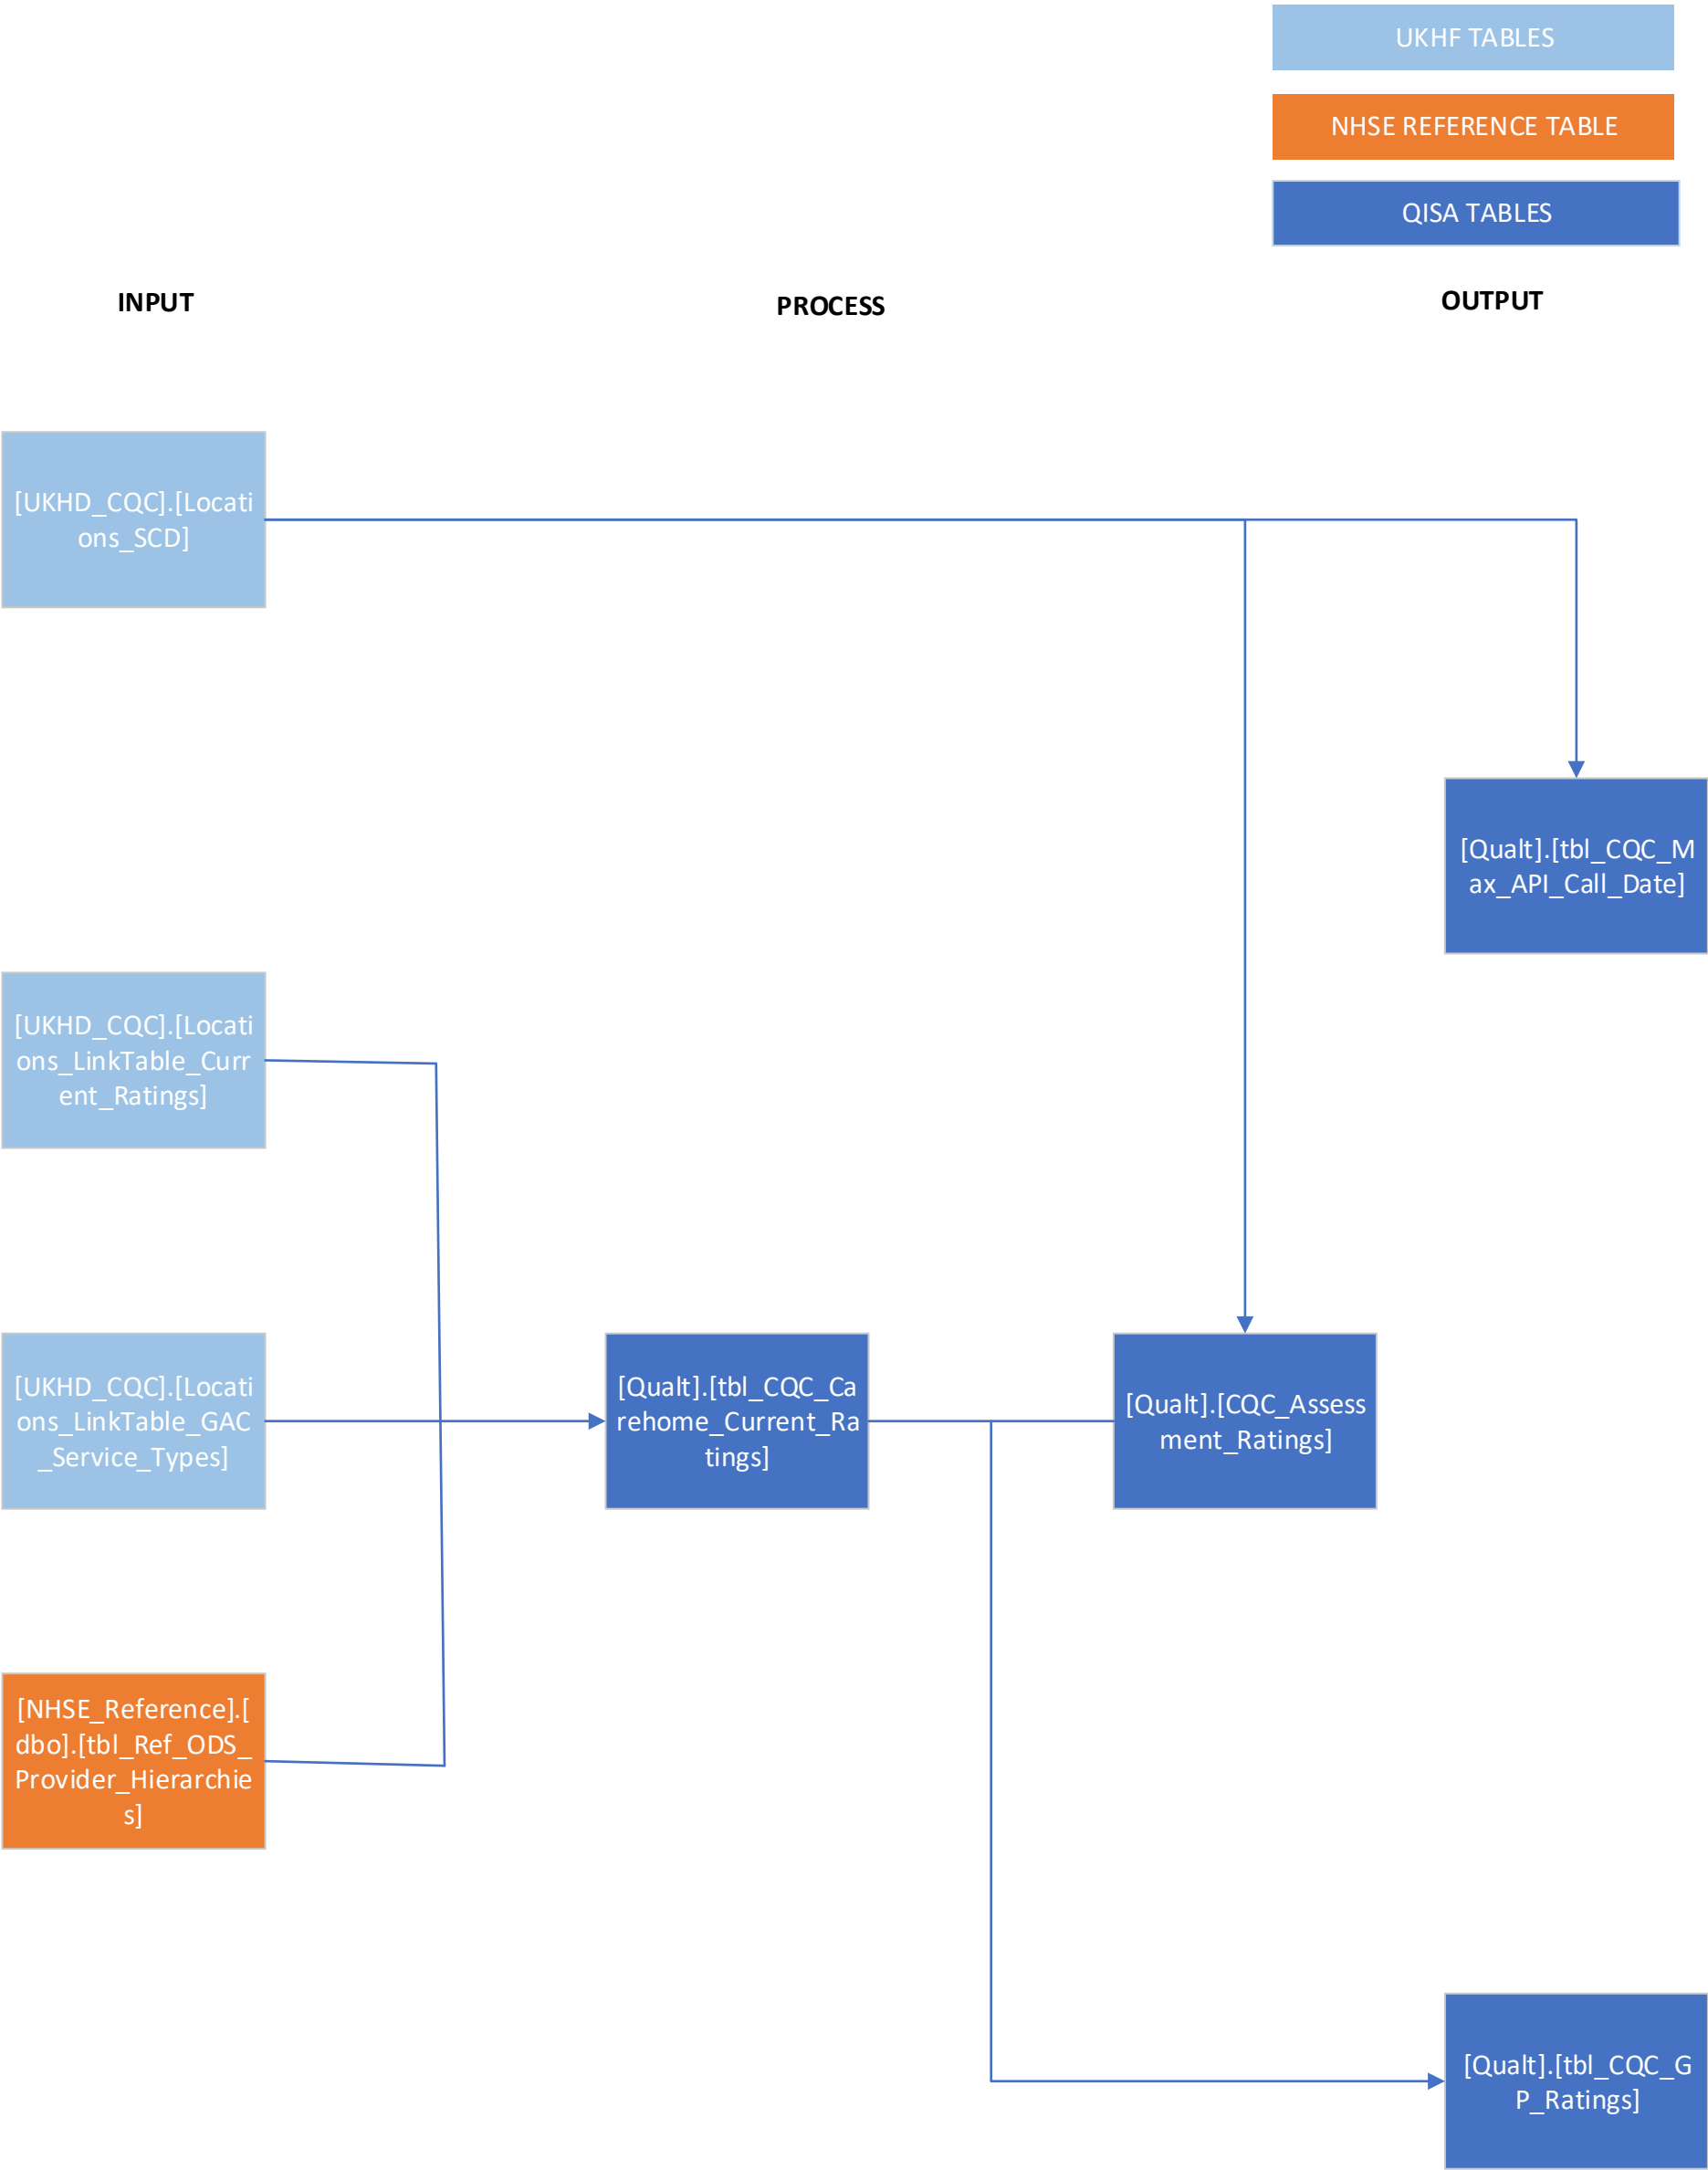 UKHF TABLES
NHSE REFERENCE TABLE
QISA TABLES
INPUT
PROCESS
OUTPUT
[UKHD_CQC].[Locati
ons_SCD]
[Qualt].[tbl_CQC_M
ax_API_Call_Date]
[UKHD_CQC].[Locati
ons_LinkTable_Curr
ent_Ratings]
[UKHD_CQC].[Locati
ons_LinkTable_GAC
_Service_Types]
[Qualt].[tbl_CQC_Ca
rehome_Current_Ra
tings]
[Qualt].[CQC_Assess
ment_Ratings]
[NHSE_Reference].[
dbo].[tbl_Ref_ODS_
Provider_Hierarchie
s]
[Qualt].[tbl_CQC_G
P_Ratings]